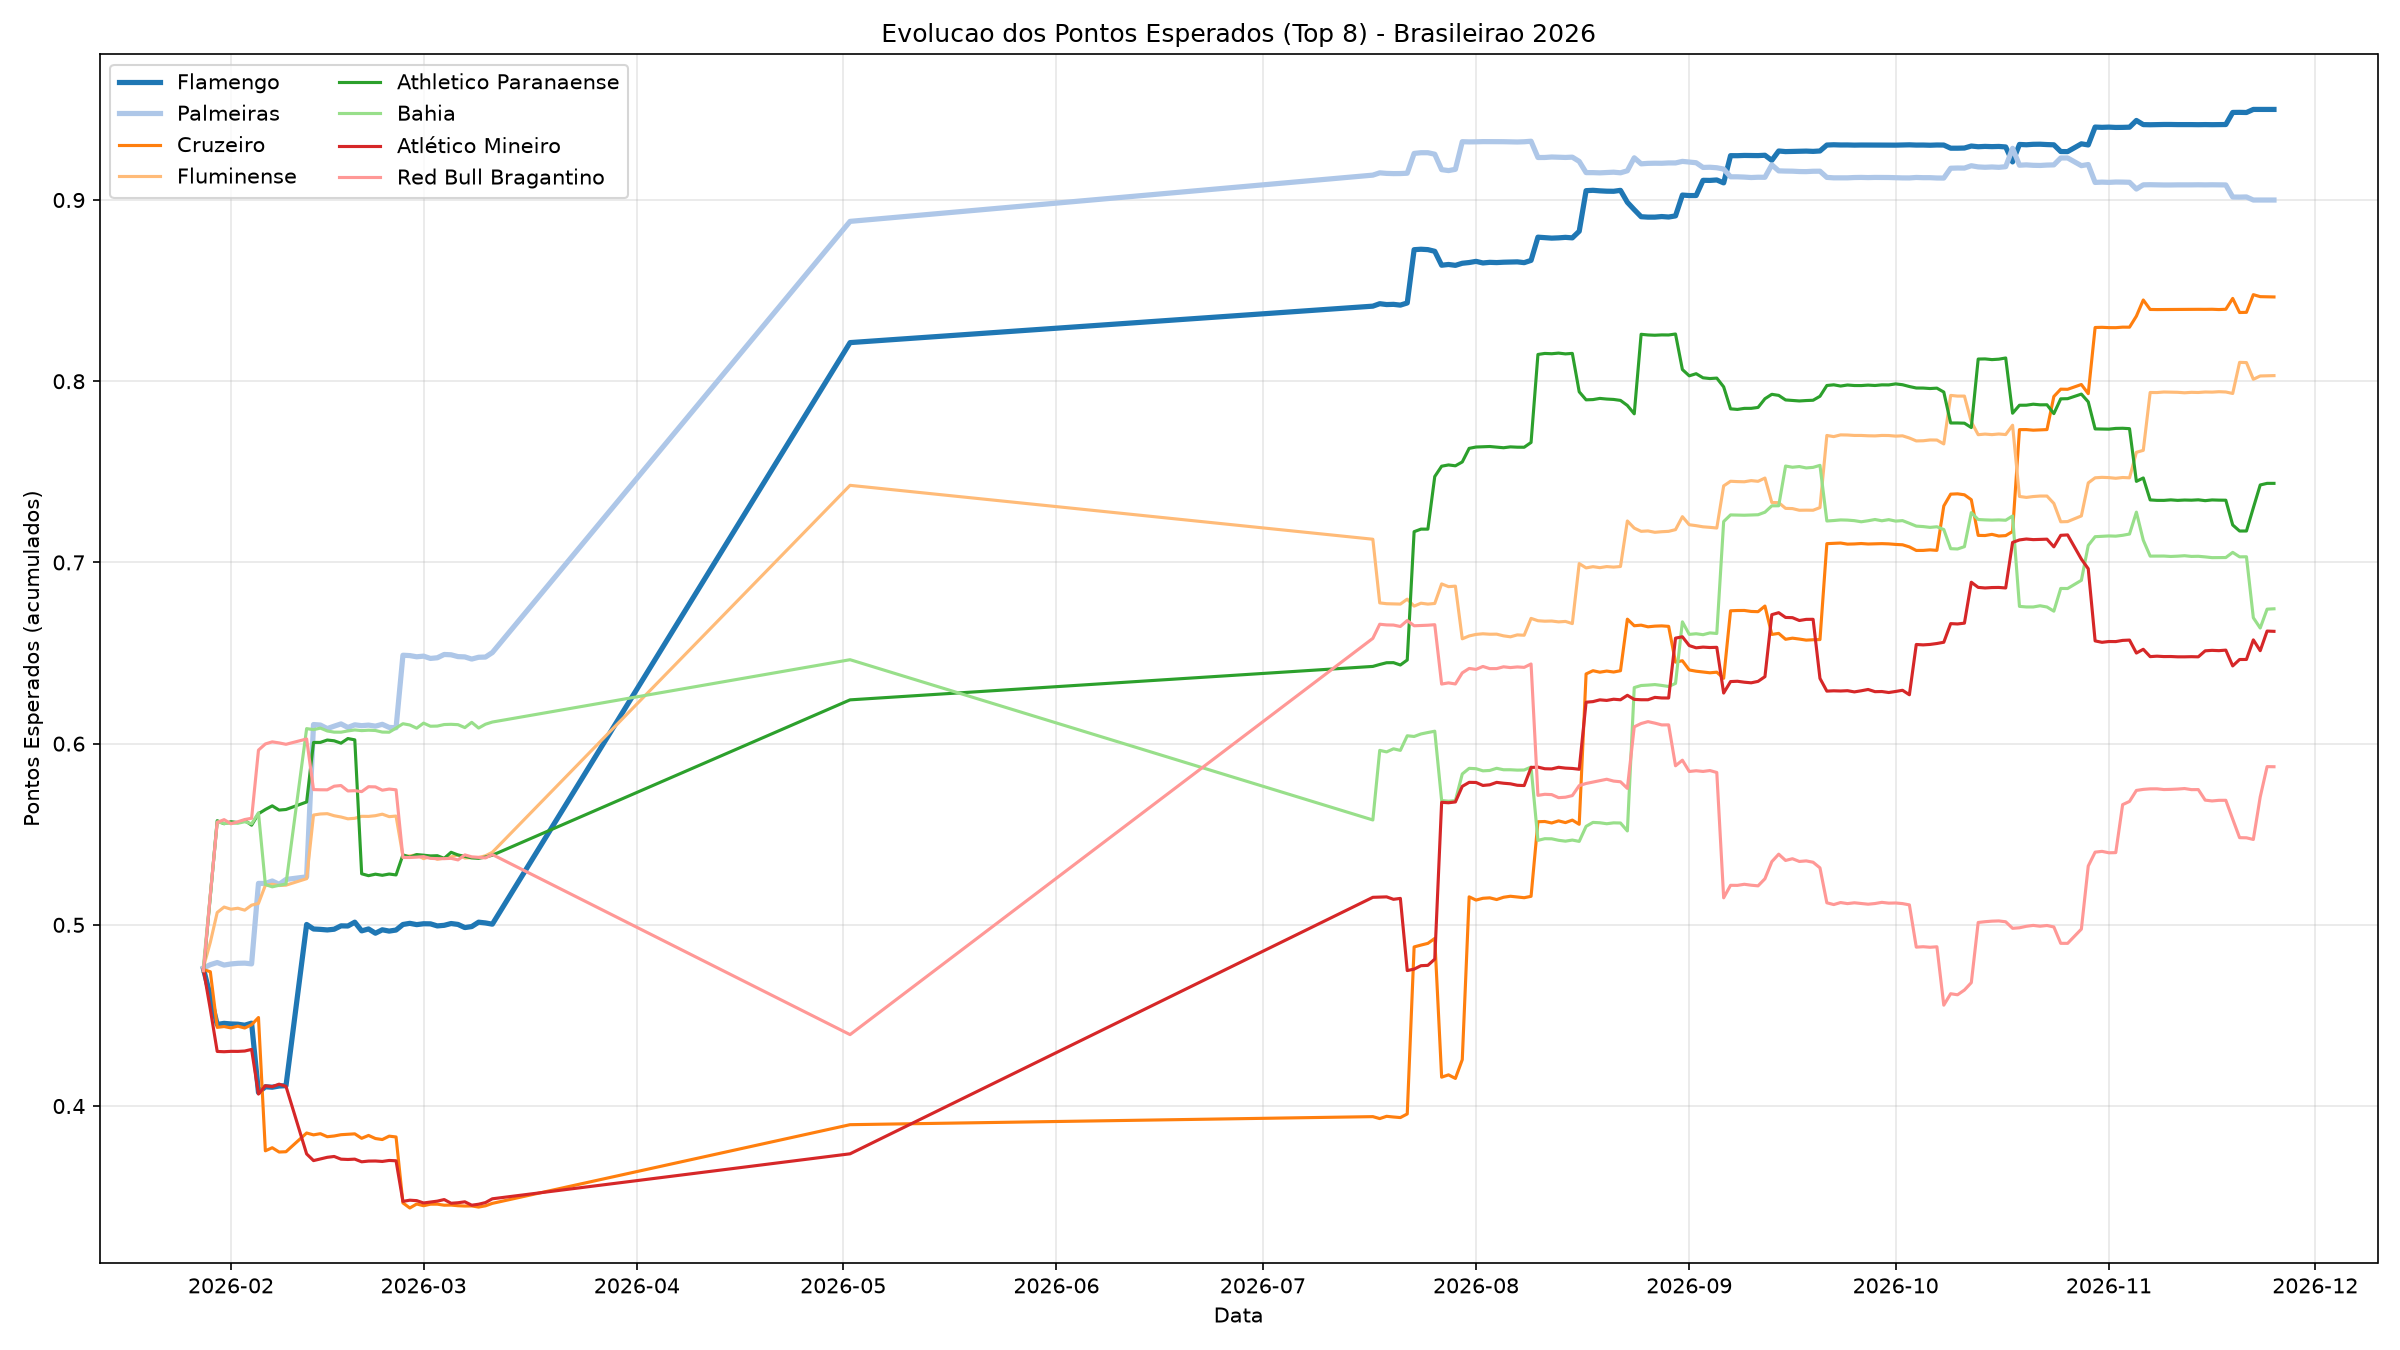 Evolucao dos Pontos Esperados (Top 8) - Brasileirao 2026
Flamengo
Palmeiras
Cruzeiro
Fluminense
Athletico Paranaense
Bahia
Atlético Mineiro
Red Bull Bragantino
Pontos Esperados (acumulados)
0.9
0.8
0.7
0.6
0.5
0.4
2026-02
2026-03
2026-04
2026-05
2026-06
2026-07
2026-08
2026-09
2026-10
2026-11
2026-12
Data